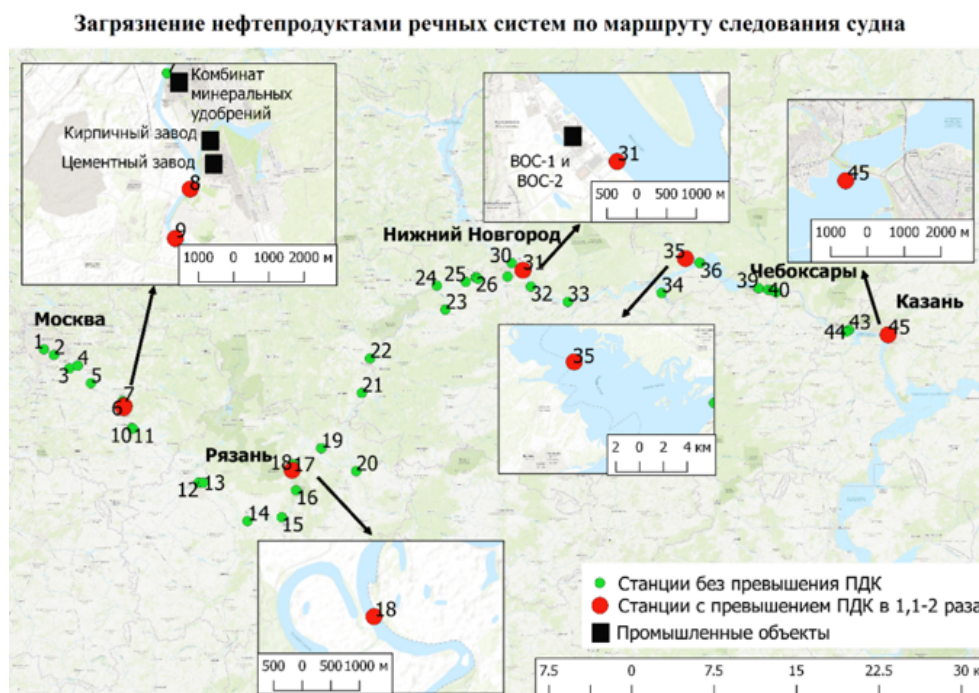 Загрязнение нефтепродуктами речных систем по маршруту следования судна
7
Комбинат
минеральных
удобрений
Кирпичный завод
Цементный завод
8
9
1000 0 1000 2000 м
ВОС-1 и
ВОС-2
31
500 0 500 1000 м
45
1000 0 1000 м
Нижний Новгород
30
31
24
25
26
23
32
33
35
36
34
39
40
Чебоксары
Казань
43
44
45
Москва
1
2
3
4
5
7
6
10
11
22
21
35
2 0 2 4 км
Рязань
18
17
19
20
12
13
16
14
15
18
500 0 500 1000 м
Станции без превышения ПДК
Станции с превышением ПДК в 1,1-2 раза
Промышленные объекты
7.5 0 7.5 15 22.5 30 к